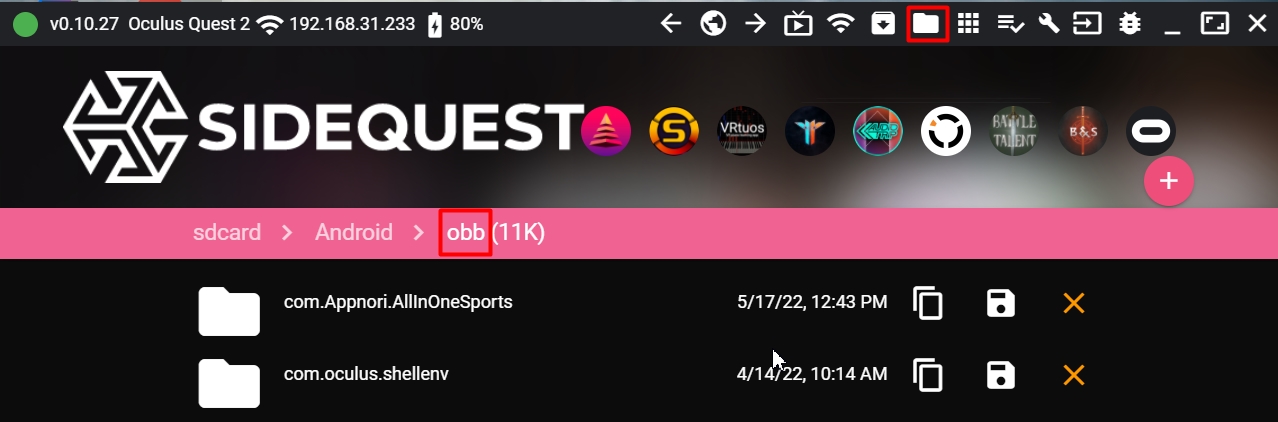 v0.10.27 Oculus Quest 2 192.168.31.233 80%
SIDEQUEST
VRtuos
BATTLE
TALENT
B&S
sdcard > Android > obb (11K)
com.Appnori.AllInOneSports 5/17/22, 12:43 PM
com.oculus.shellenv 4/14/22, 10:14 AM